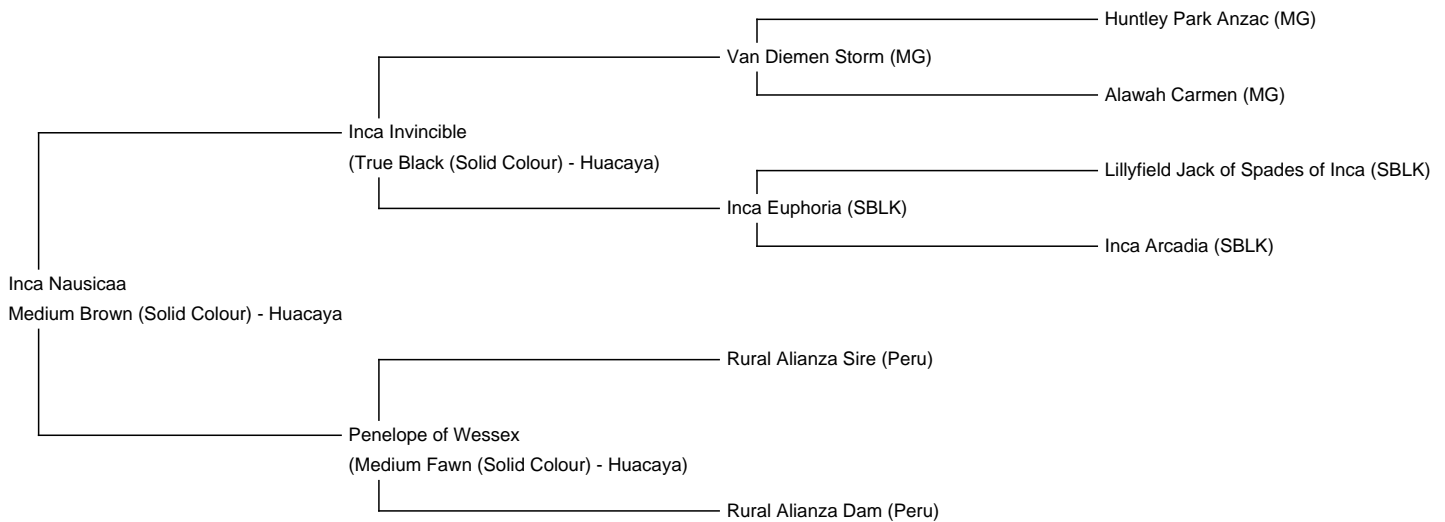 Huntley Park Anzac (MG)
Van Diemen Storm (MG)
Alawah Carmen (MG)
Inca Invincible
(True Black (Solid Colour) - Huacaya)
Lillyfield Jack of Spades of Inca (SBLK)
Inca Euphoria (SBLK)
Inca Arcadia (SBLK)
Inca Nausicaa
Medium Brown (Solid Colour) - Huacaya
Rural Alianza Sire (Peru)
Penelope of Wessex
(Medium Fawn (Solid Colour) - Huacaya)
Rural Alianza Dam (Peru)